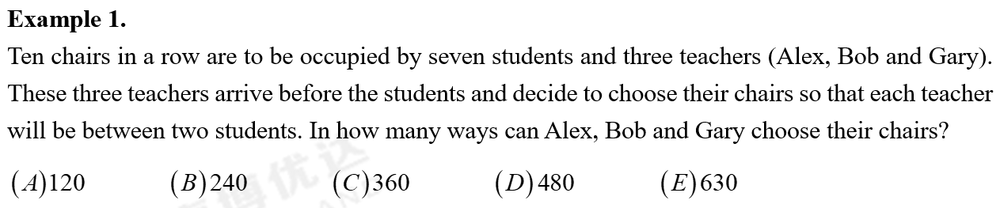 Example 1.
Ten chairs in a row are to be occupied by seven students and three teachers (Alex, Bob and Gary).
These three teachers arrive before the students and decide to choose their chairs so that each teacher
will be between two students. In how many ways can Alex, Bob and Gary choose their chairs?
(A)120 (B)240 (C)360 (D)480 (E)630
博优达